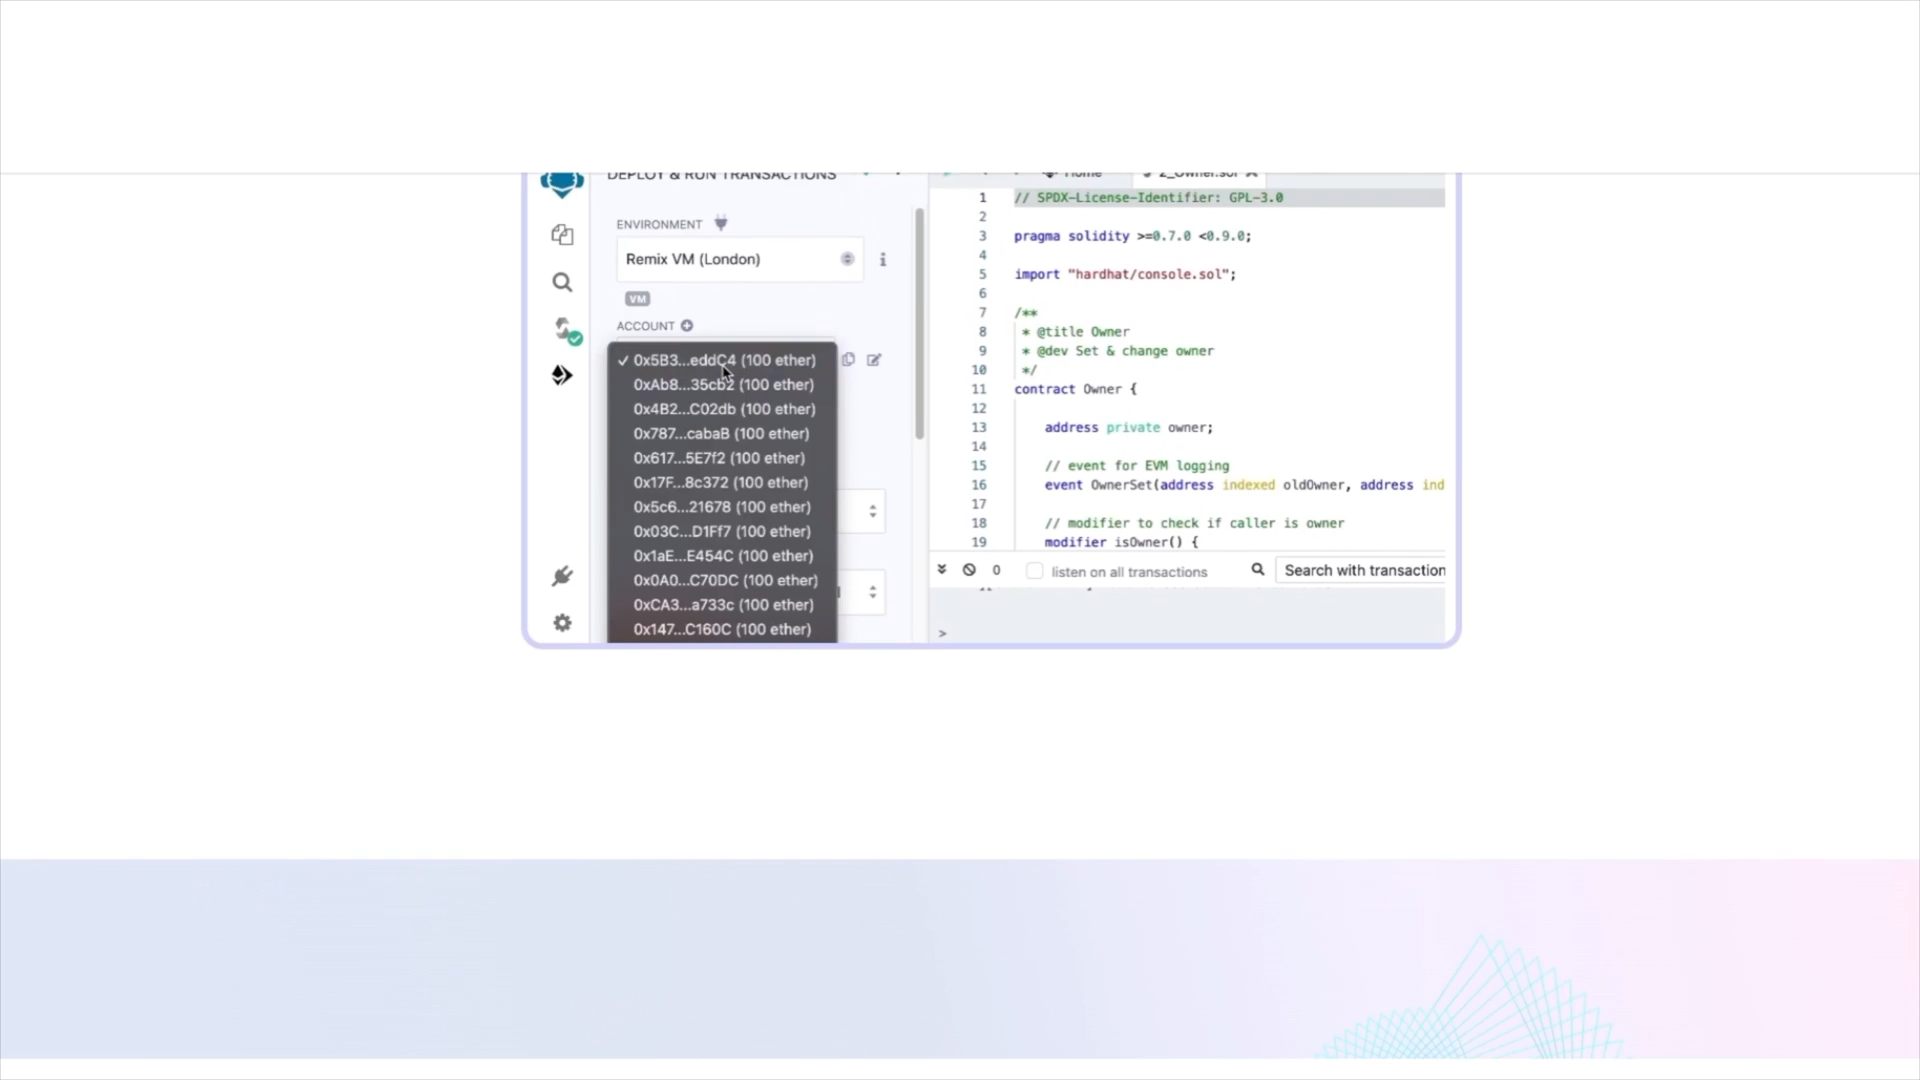 DEPLOY & RUN TRANSACTIONS
ENVIRONMENT
Remix VM (London)
VM
ACCOUNT
✓ 0x5B3...eddC4 (100 ether)
0xAb8...35cb2 (100 ether)
0x4B2...C02db (100 ether)
0x787...cabaB (100 ether)
0x617...5E7f2 (100 ether)
0x17F...8c372 (100 ether)
0x5c6...21678 (100 ether)
0x03C...D1Ff7 (100 ether)
0x1aE...E454C (100 ether)
0x0A0...C70DC (100 ether)
0xCA3...a733c (100 ether)
0x147...C160C (100 ether)
Home 2_Owner.sol
1 // SPDX-License-Identifier: GPL-3.0
2
3 pragma solidity >=0.7.0 <0.9.0;
4
5 import "hardhat/console.sol";
6
7 /**
8 * @title Owner
9 * @dev Set & change owner
10 */
11 contract Owner {
12
13 address private owner;
14
15 // event for EVM logging
16 event OwnerSet(address indexed oldOwner, address ind
17
18 // modifier to check if caller is owner
19 modifier isOwner() {
0 listen on all transactions Search with transaction
>